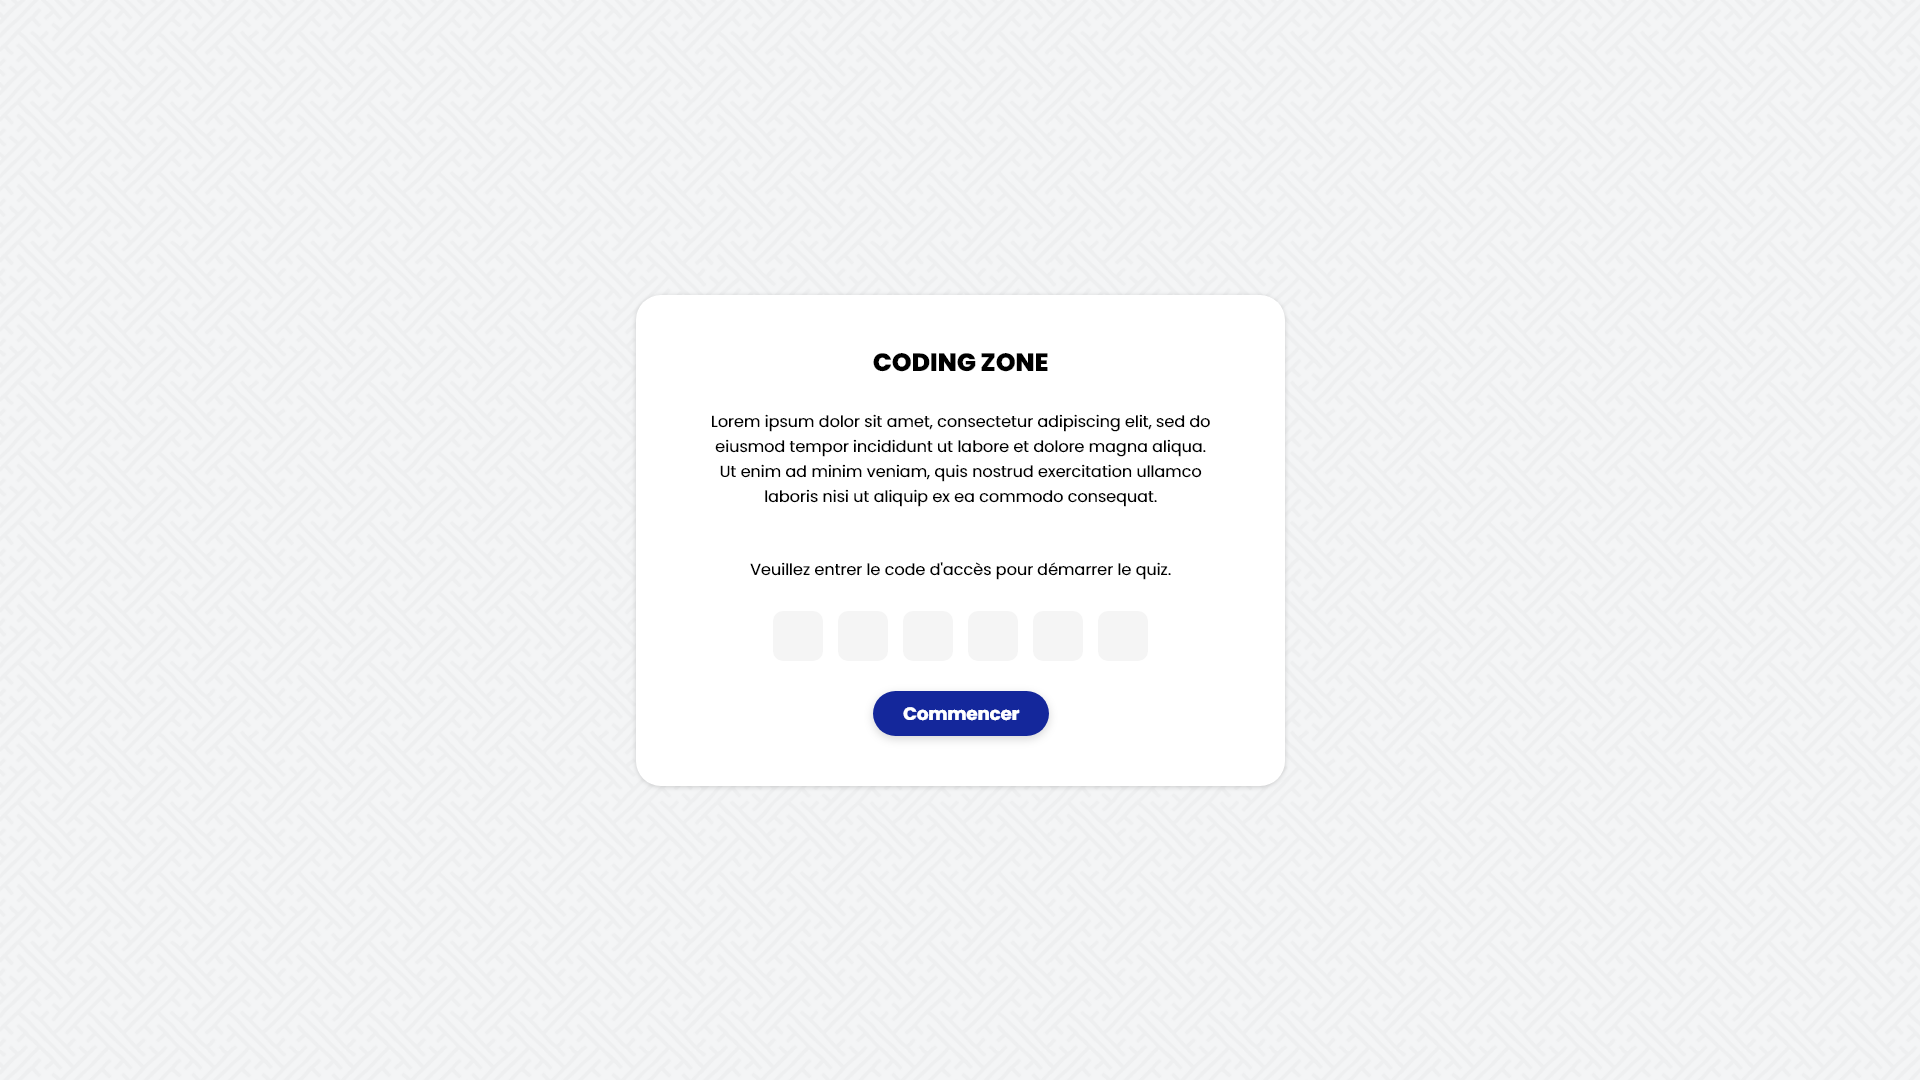 CODING ZONE
Lorem ipsum dolor sit amet, consectetur adipiscing elit, sed do
eiusmod tempor incididunt ut labore et dolore magna aliqua.
Ut enim ad minim veniam, quis nostrud exercitation ullamco
laboris nisi ut aliquip ex ea commodo consequat.
Veuillez entrer le code d'accès pour démarrer le quiz.
Commencer